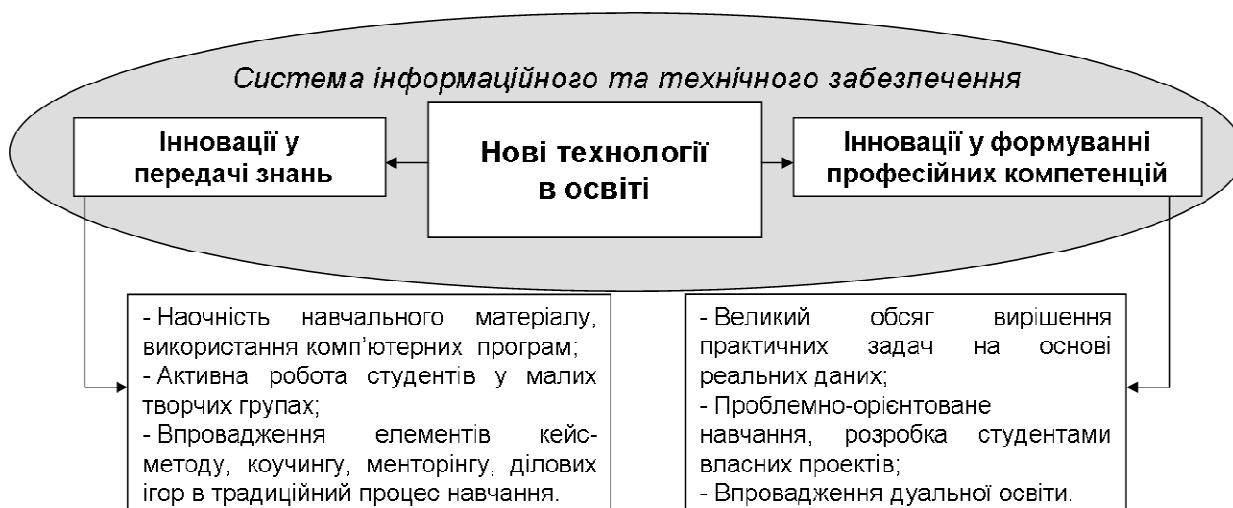 Система інформаційного та технічного забезпечення
Інновації у
передачі знань
Нові технології
в освіті
Інновації у формуванні
професійних компетенцій
- Наочність навчального матеріалу,
використання комп’ютерних програм;
- Активна робота студентів у малих
творчих групах;
- Впровадження елементів кейс-
методу, коучингу, менторінгу, ділових
ігор в традиційний процес навчання.
- Великий обсяг вирішення
практичних задач на основі
реальних даних;
- Проблемно-орієнтоване
навчання, розробка студентами
власних проектів;
- Впровадження дуальної освіти.